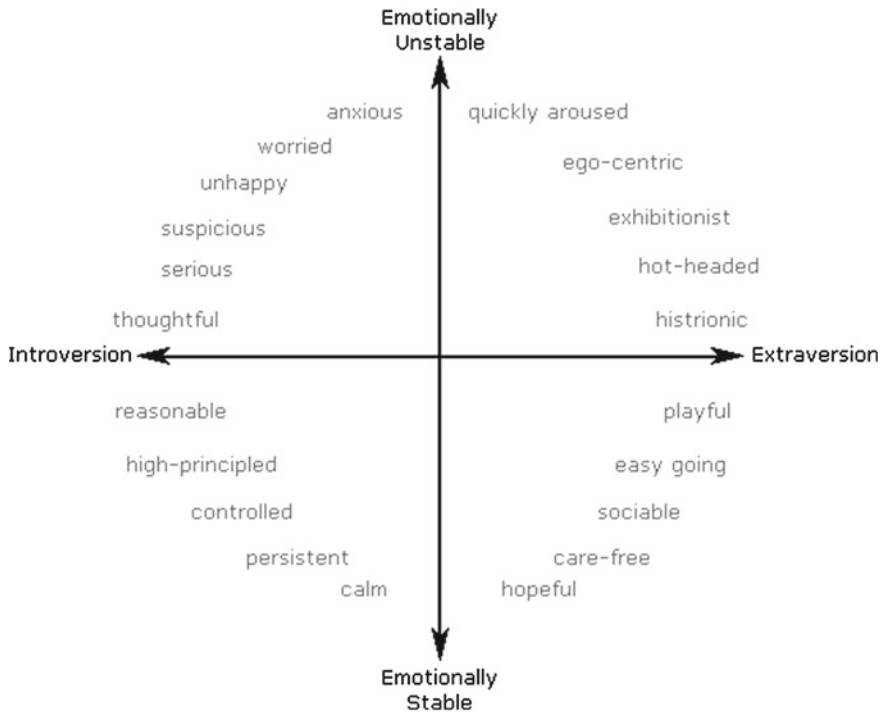 Emotionally
Unstable
anxious
quickly aroused
worried
ego-centric
unhappy
exhibitionist
suspicious
serious
hot-headed
thoughtful
histrionic
Introversion
Extraversion
reasonable
playful
high-principled
easy going
controlled
sociable
persistent
care-free
calm
hopeful
Emotionally
Stable